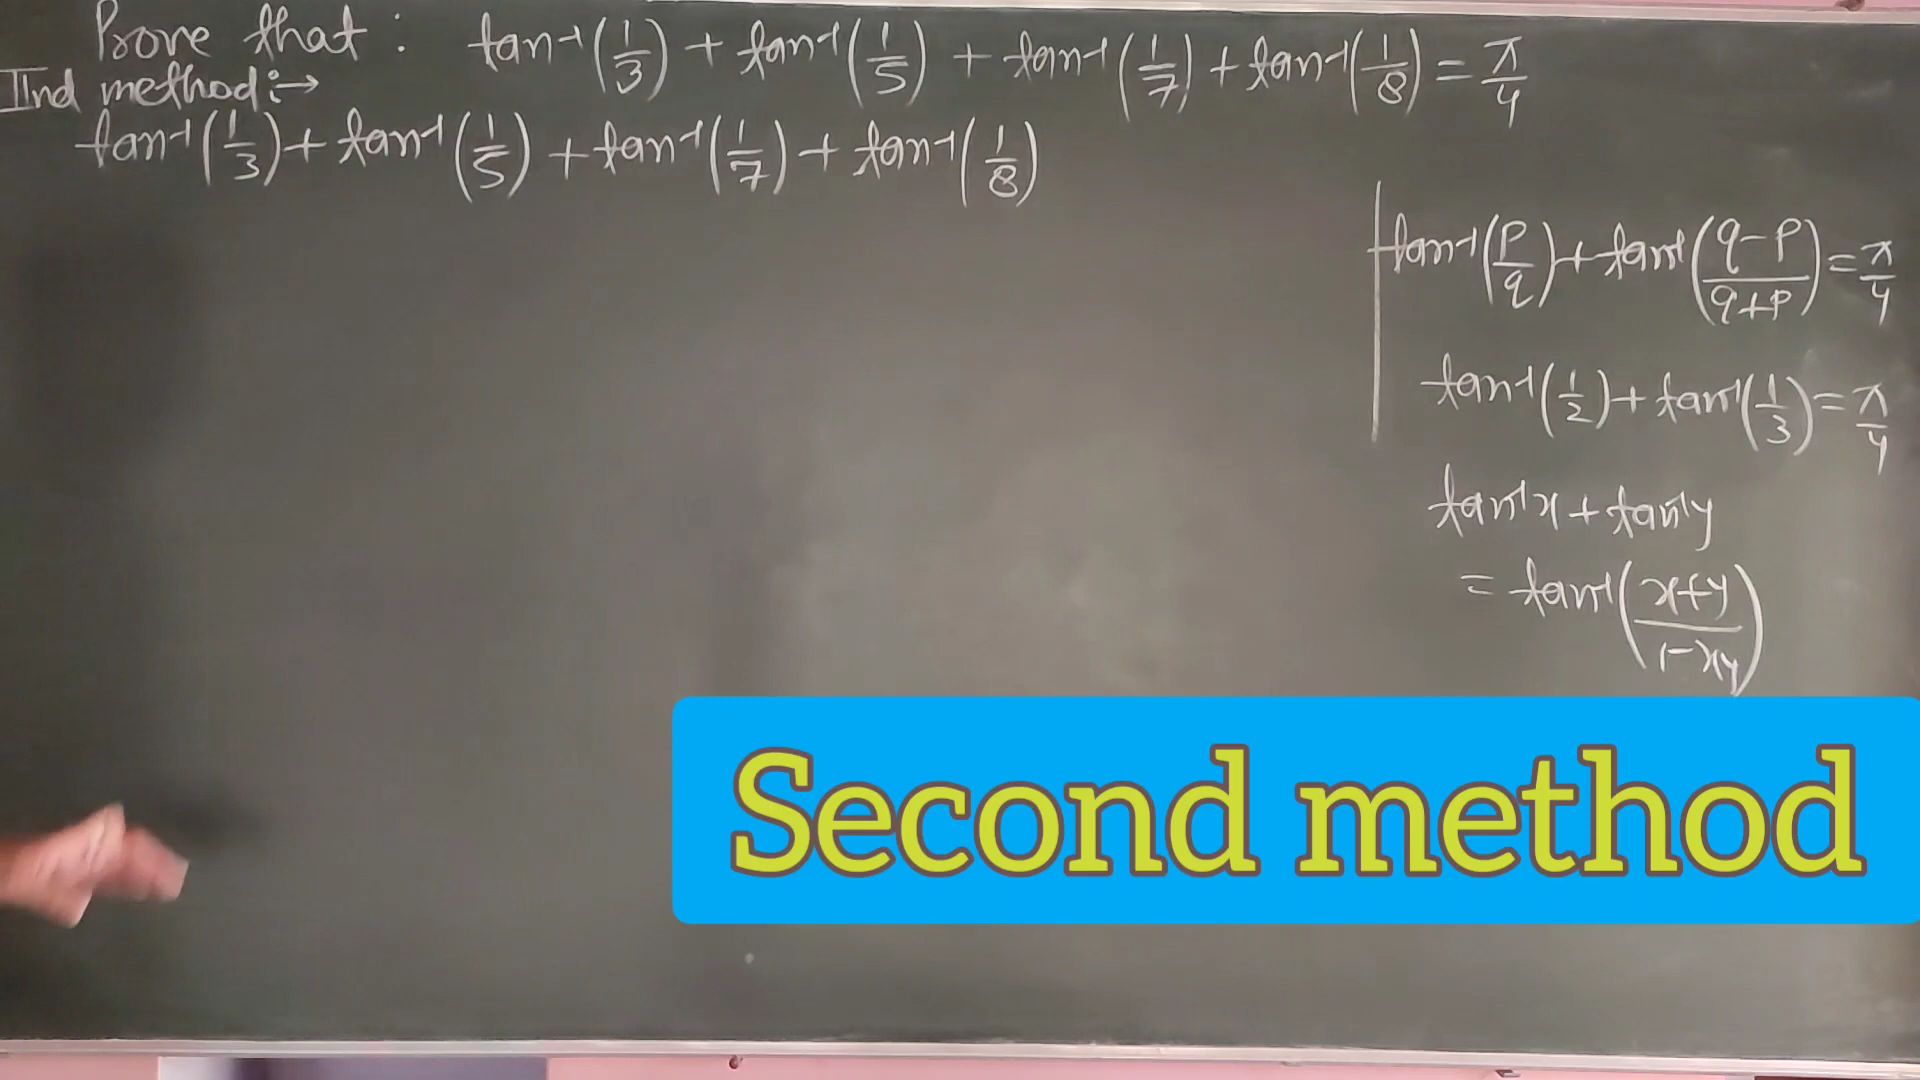 Prove that : tan⁻¹(1/3) + tan⁻¹(1/5) + tan⁻¹(1/7) + tan⁻¹(1/8) = π/4
IInd method :→
tan⁻¹(1/3) + tan⁻¹(1/5) + tan⁻¹(1/7) + tan⁻¹(1/8)
tan⁻¹(p/q) + tan⁻¹((q-p)/(q+p)) = π/4
tan⁻¹(1/2) + tan⁻¹(1/3) = π/4
tan⁻¹x + tan⁻¹y
= tan⁻¹((x+y)/(1-xy))
Second method